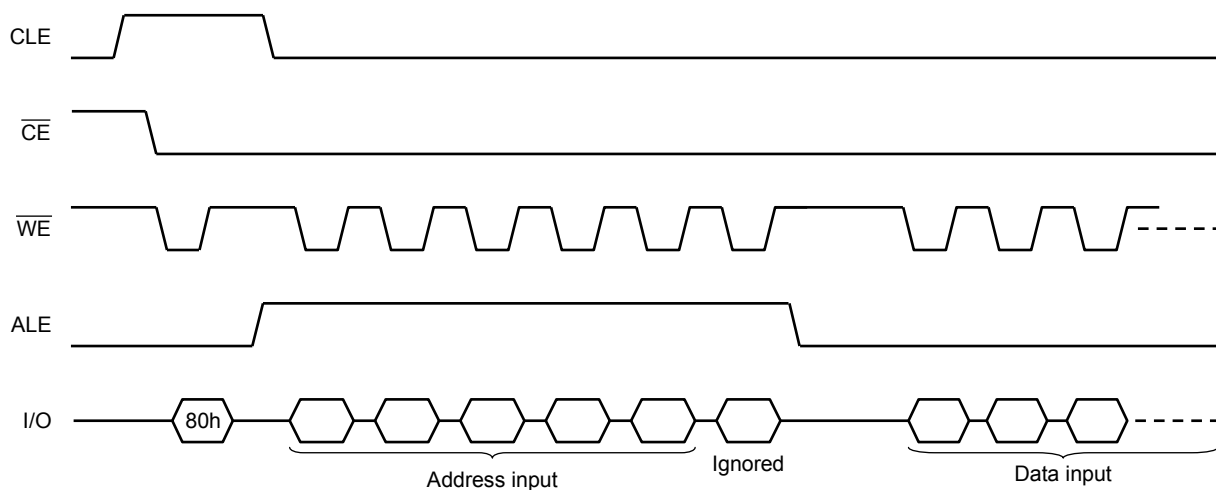 CLE
CE
WE
ALE
I/O
80h
Address input
Ignored
Data input